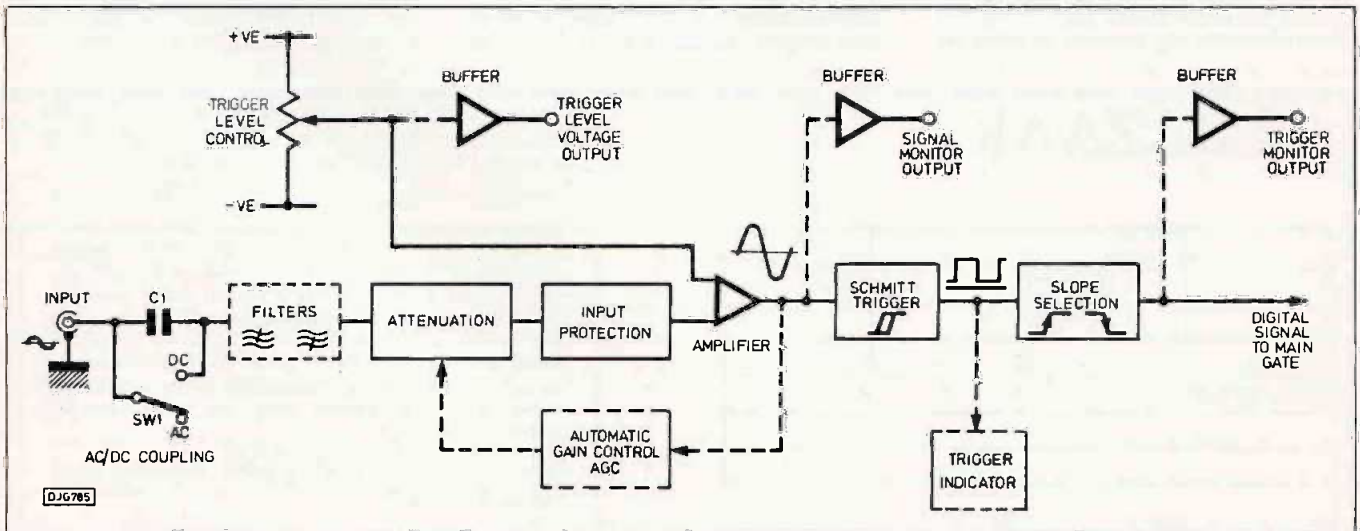 +VE
TRIGGER
LEVEL
CONTROL
-VE
BUFFER
TRIGGER
LEVEL
VOLTAGE
OUTPUT
BUFFER
SIGNAL
MONITOR
OUTPUT
BUFFER
TRIGGER
MONITOR
OUTPUT
INPUT
C1
DC
SW1
AC
AC/DC COUPLING
FILTERS
ATTENUATION
INPUT
PROTECTION
AMPLIFIER
SCHMITT
TRIGGER
SLOPE
SELECTION
DIGITAL
SIGNAL
TO MAIN
GATE
AUTOMATIC
GAIN CONTROL
AGC
TRIGGER
INDICATOR
DJG785